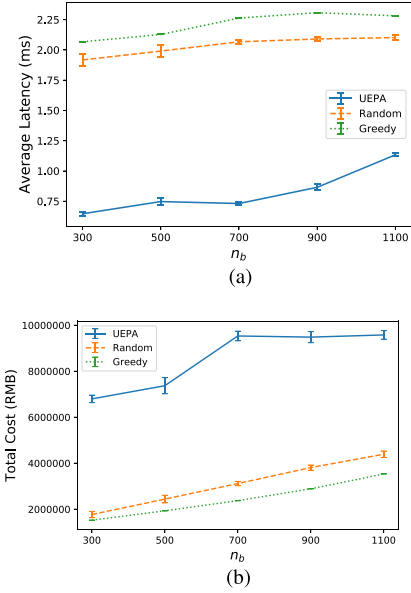 Average Latency (ms)
2.25
2.00
1.75
1.50
1.25
1.00
0.75
UEPA
Random
Greedy
300 500 700 900 1100
n_b
(a)
Total Cost (RMB)
10000000
8000000
6000000
4000000
2000000
UEPA
Random
Greedy
300 500 700 900 1100
n_b
(b)